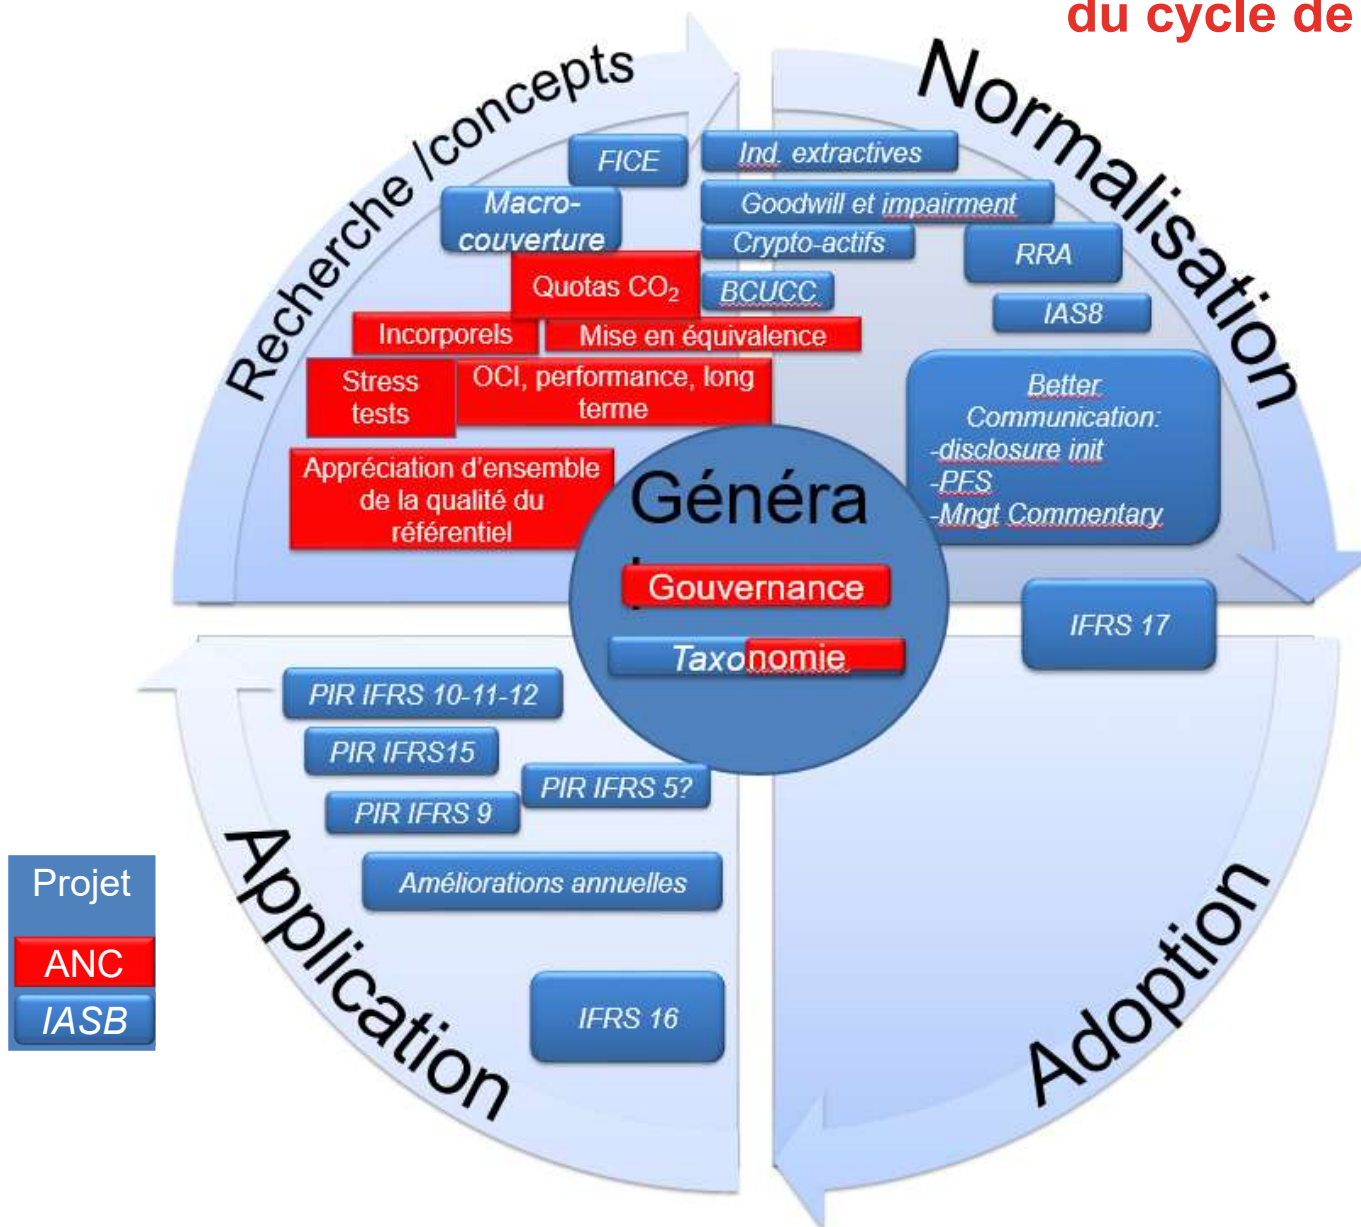 du cycle de
Recherche /concepts
Normalisation
FICE
Macro-
couverture
Quotas CO₂
Incorporels
Mise en équivalence
Stress
tests
OCI, performance, long
terme
Appréciation d'ensemble
de la qualité du
référentiel
Ind. extractives
Goodwill et impairment
Crypto-actifs
BCUCC
RRA
IAS8
Better
Communication:
-disclosure init
-PFS
-Mngt Commentary
Généra
l
Gouvernance
Taxonomie
IFRS 17
PIR IFRS 10-11-12
PIR IFRS15
PIR IFRS 5?
PIR IFRS 9
Améliorations annuelles
IFRS 16
Application
Adoption
Projet
ANC
IASB